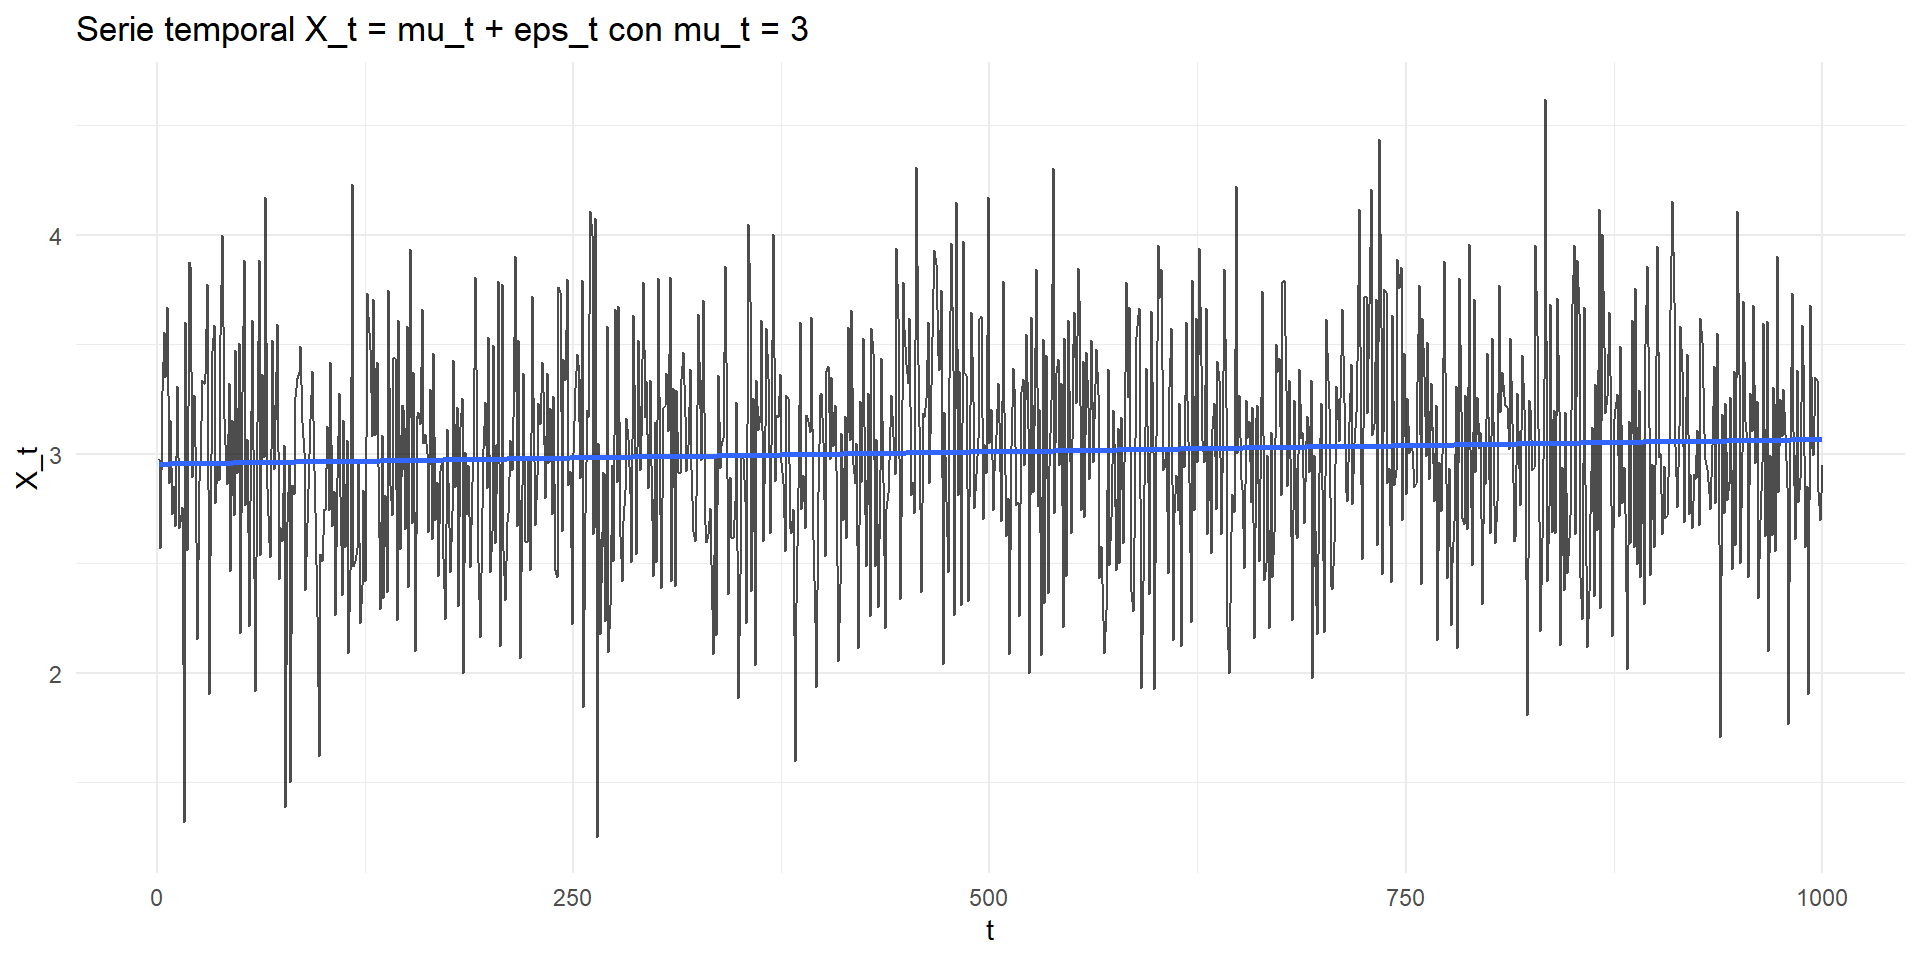 Serie temporal X_t = mu_t + eps_t con mu_t = 3
4
3
2
X_t
0 250 500 750 1000
t